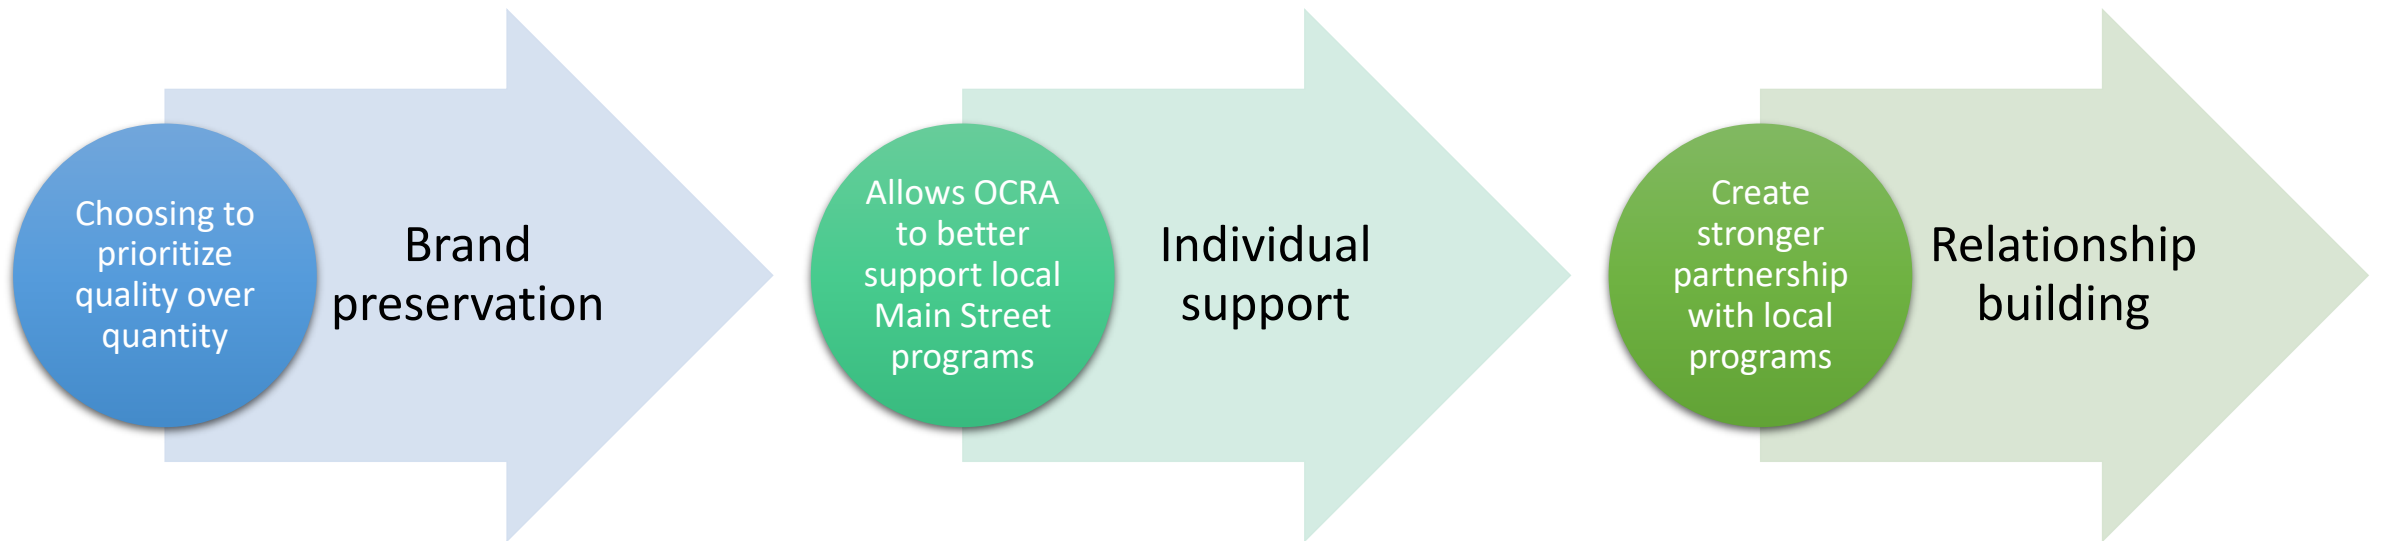 Choosing to
prioritize
quality over
quantity
Brand
preservation
Allows OCRA
to better
support local
Main Street
programs
Individual
support
Create
stronger
partnership
with local
programs
Relationship
building